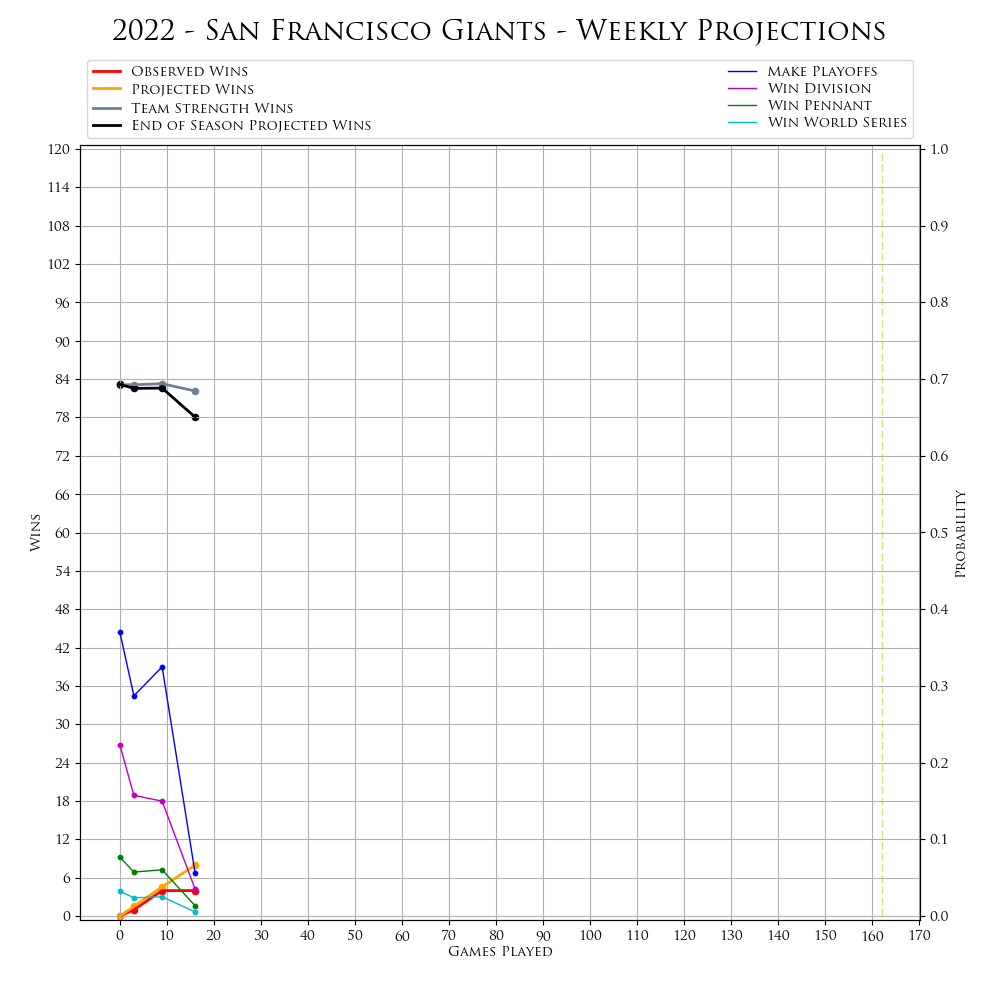 2022 - San Francisco Giants - Weekly Projections
Observed Wins
Projected Wins
Team Strength Wins
End of Season Projected Wins
Make Playoffs
Win Division
Win Pennant
Win World Series
120
114
108
102
96
90
84
78
72
66
60
54
48
42
36
30
24
18
12
6
0
Wins
1.0
0.9
0.8
0.7
0.6
0.5
0.4
0.3
0.2
0.1
0.0
Probability
0 10 20 30 40 50 60 70 80 90 100 110 120 130 140 150 160 170
Games Played